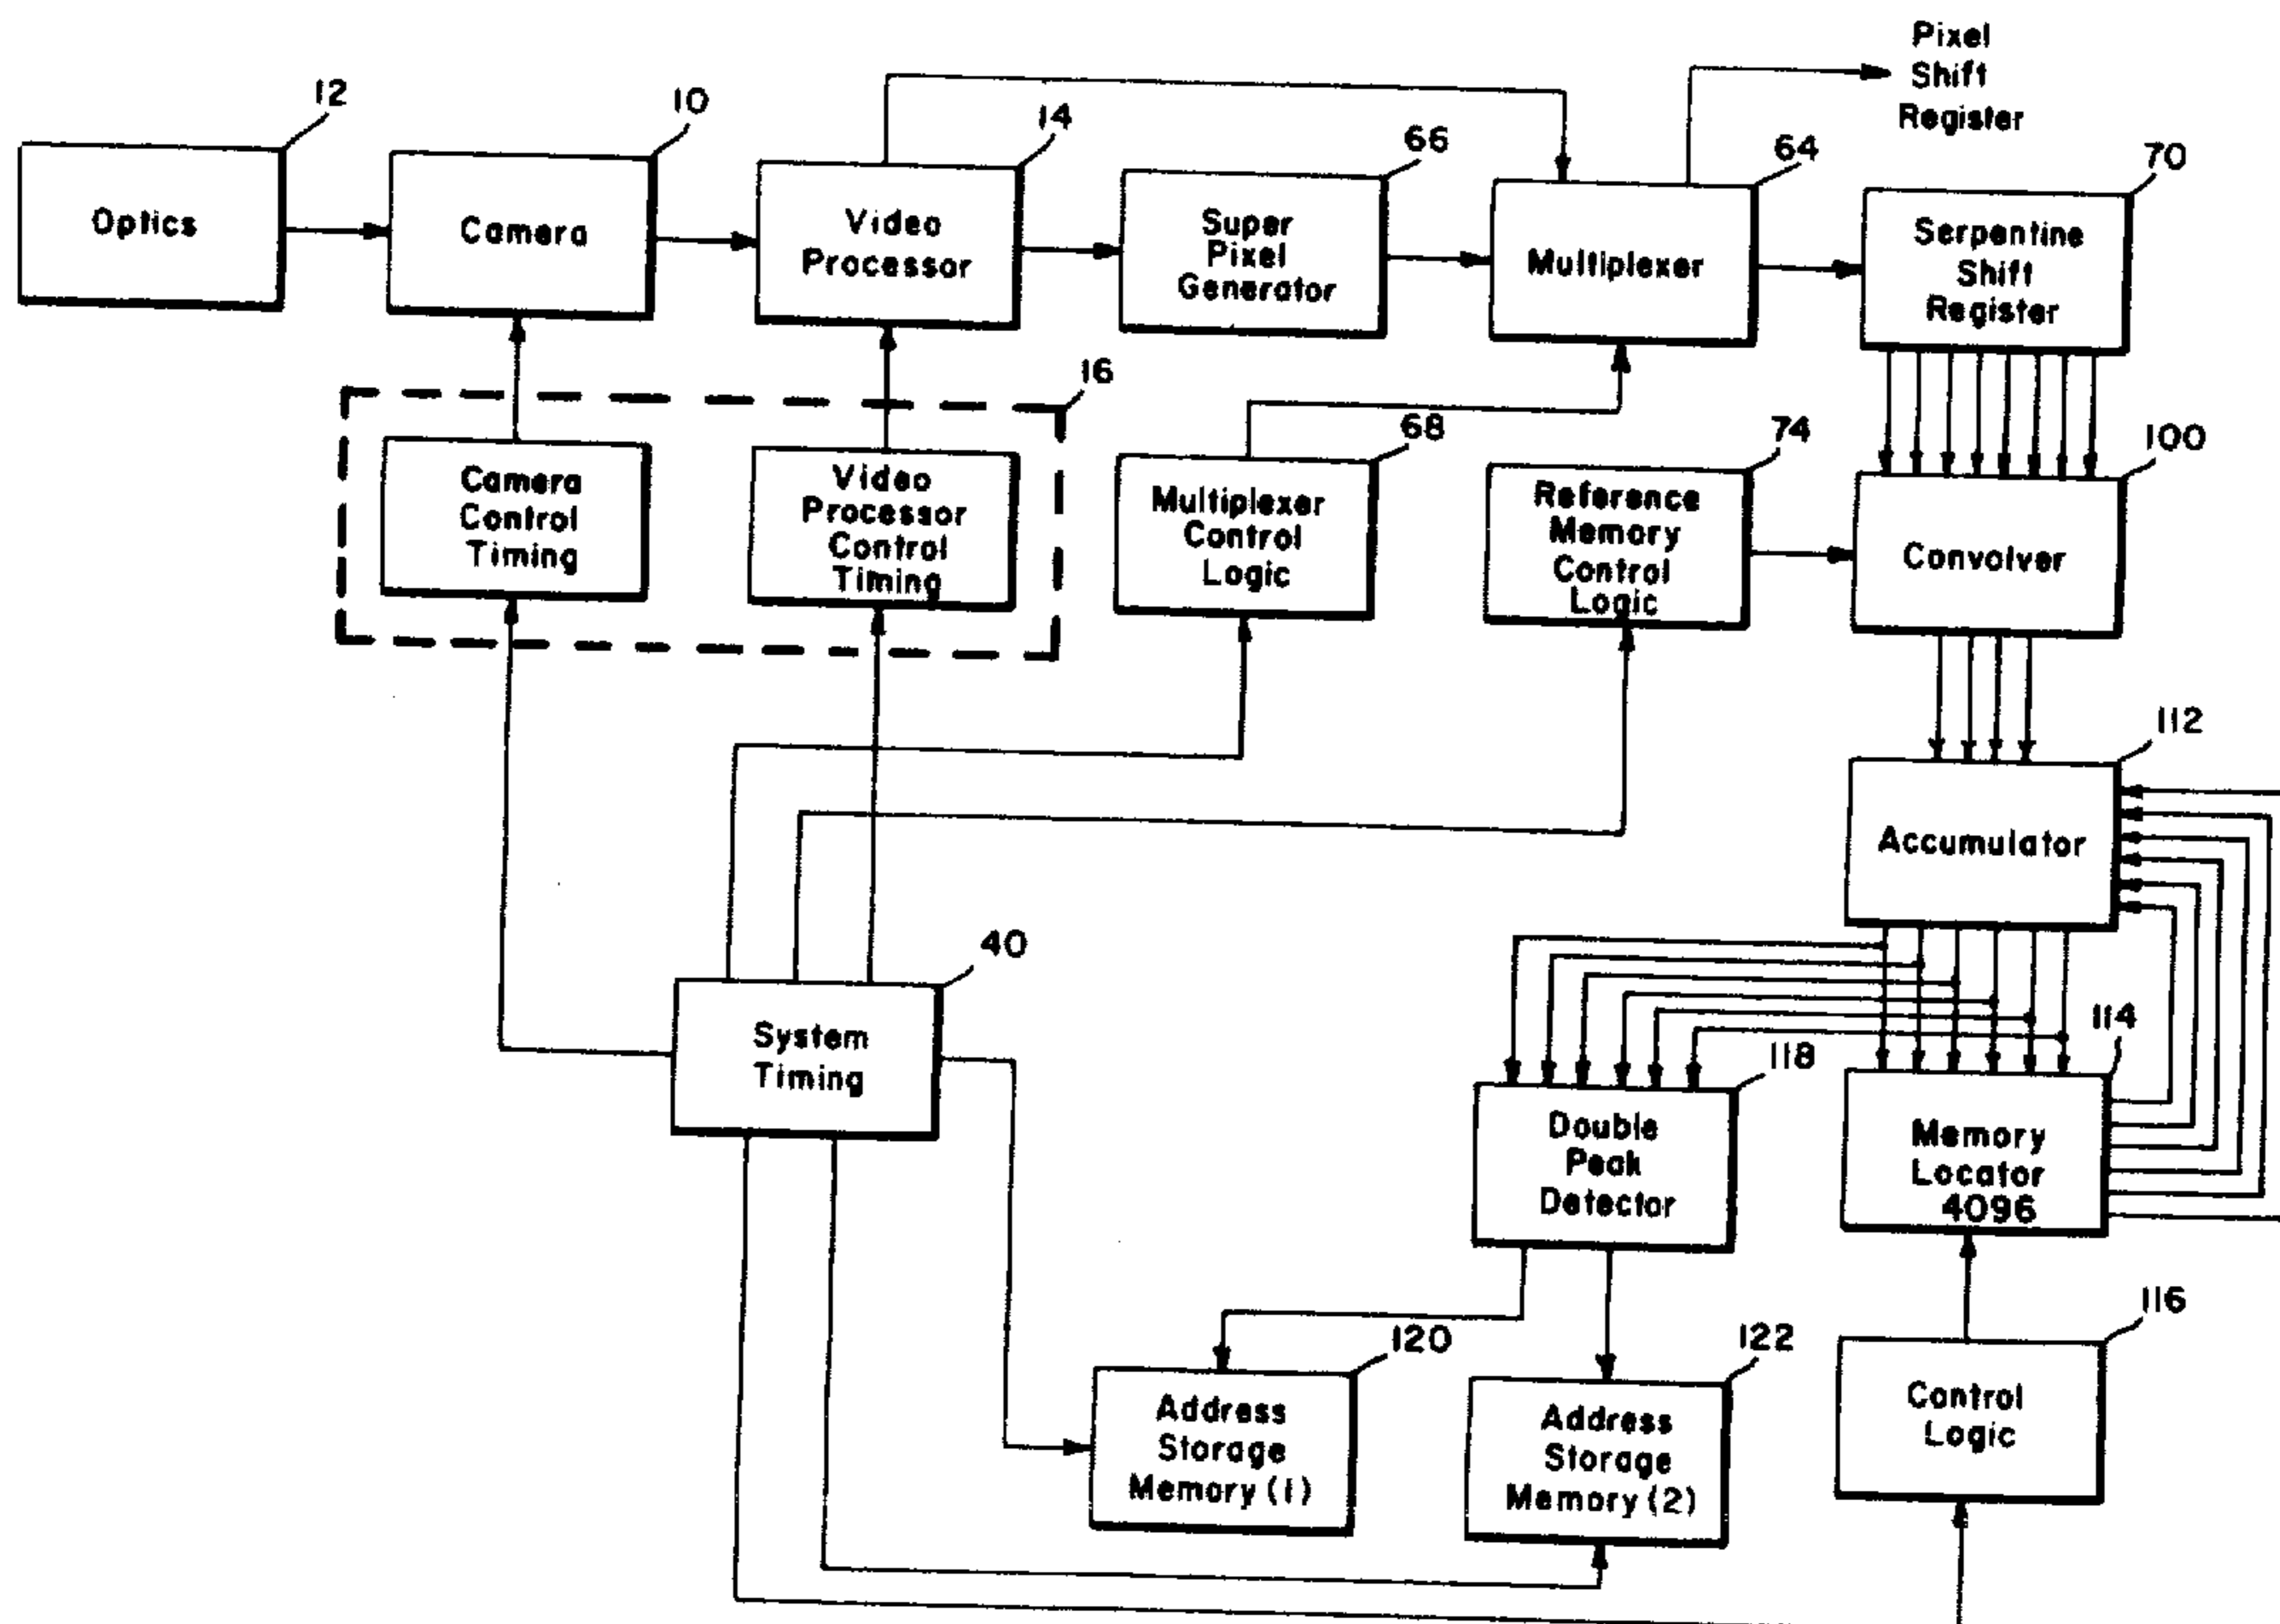 Pixel
Shift
Register
12
10
14
66
64
70
Optics
Camera
Video
Processor
Super
Pixel
Generator
Multiplexer
Serpentine
Shift
Register
16
68
74
100
Camera
Control
Timing
Video
Processor
Control
Timing
Multiplexer
Control
Logic
Reference
Memory
Control
Logic
Convolver
112
Accumulator
40
System
Timing
118
114
Double
Peak
Detector
Memory
Locator
4096
120
122
116
Address
Storage
Memory (1)
Address
Storage
Memory (2)
Control
Logic